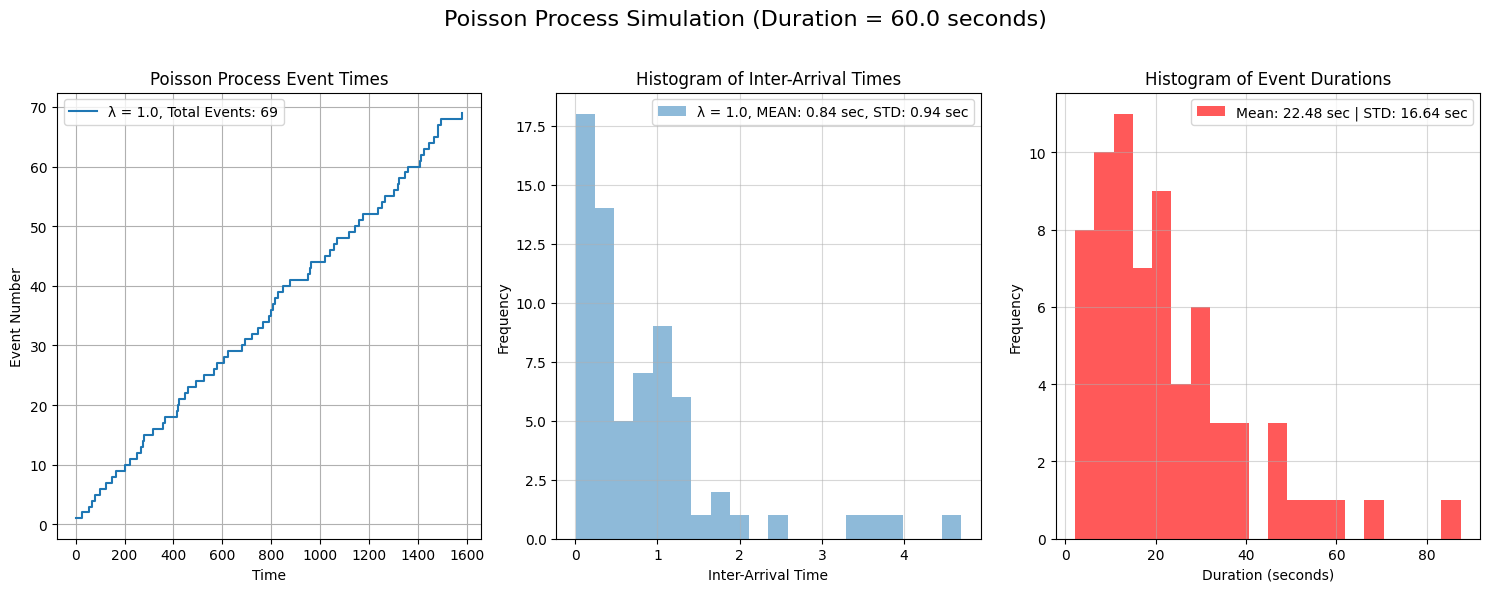 Poisson Process Simulation (Duration = 60.0 seconds)
Poisson Process Event Times
λ = 1.0, Total Events: 69
70
60
50
40
30
20
10
0
Event Number
0 200 400 600 800 1000 1200 1400 1600
Time
Histogram of Inter-Arrival Times
λ = 1.0, MEAN: 0.84 sec, STD: 0.94 sec
17.5
15.0
12.5
10.0
7.5
5.0
2.5
0.0
Frequency
0 1 2 3 4
Inter-Arrival Time
Histogram of Event Durations
Mean: 22.48 sec | STD: 16.64 sec
10
8
6
4
2
0
Frequency
0 20 40 60 80
Duration (seconds)